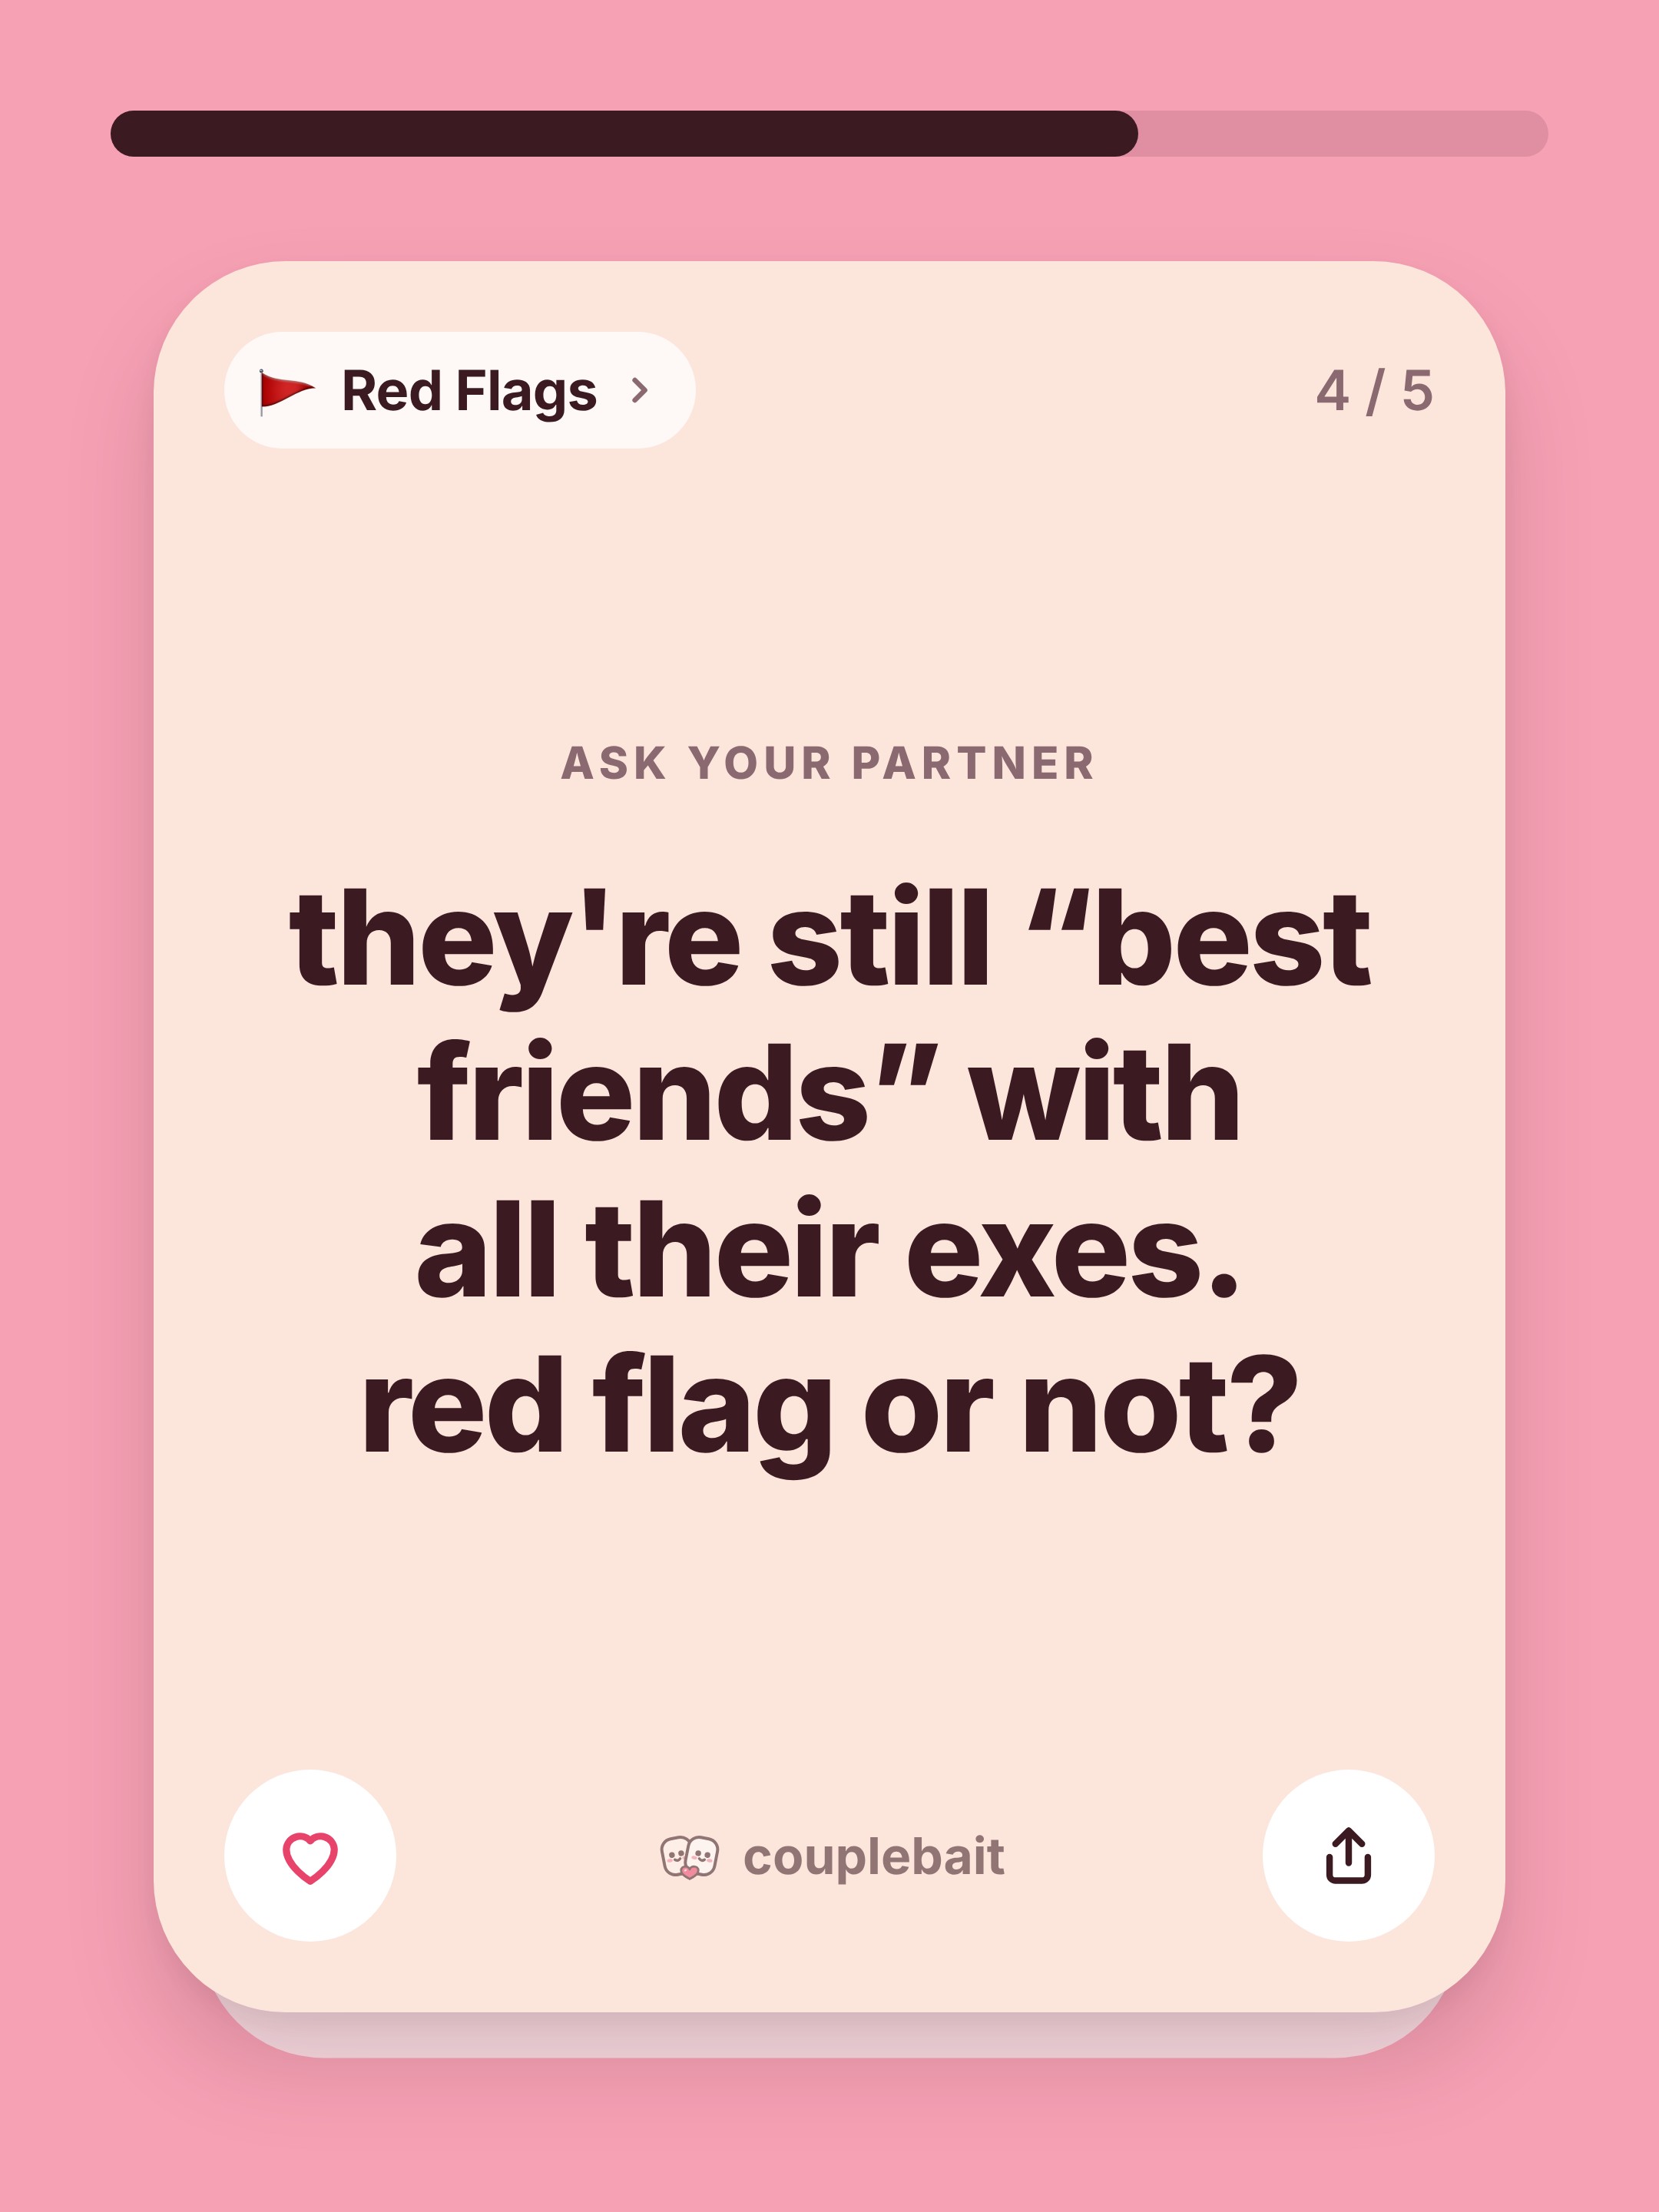 Red Flags
4 / 5
ASK YOUR PARTNER
they're still “best
friends” with
all their exes.
red flag or not?
couplebait